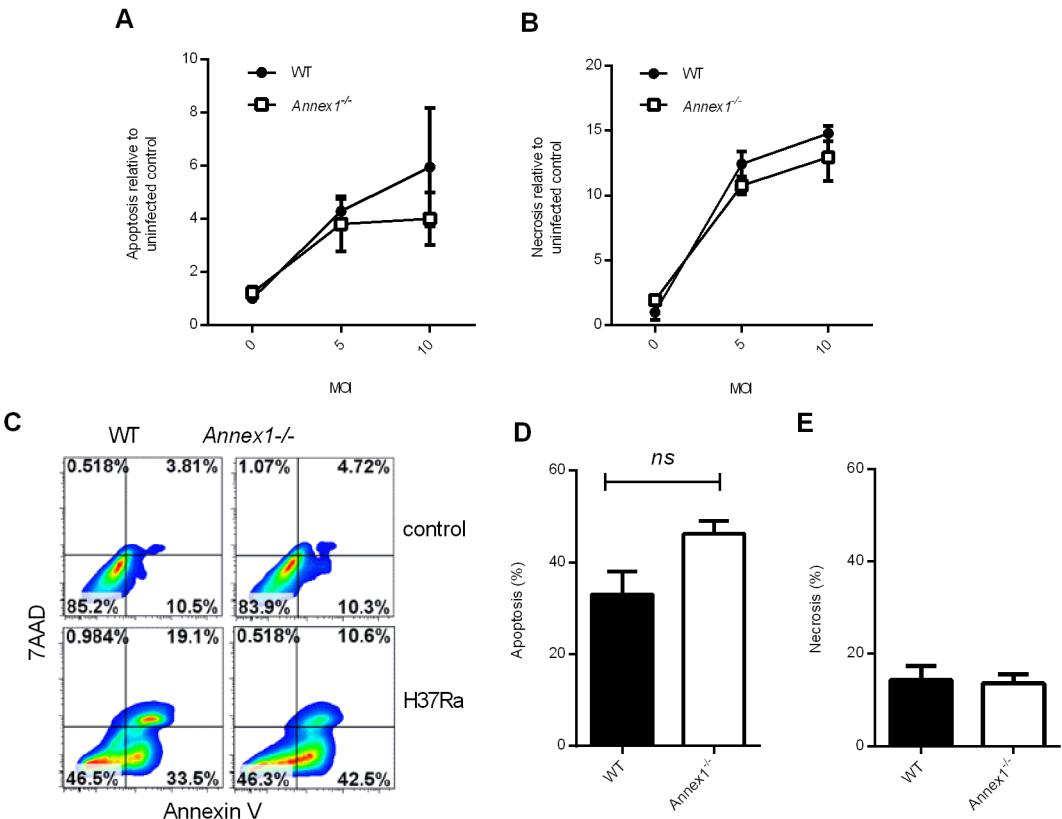 A
10
8
6
4
2
0
Apoptosis relative to
uninfected control
WT
Annex1-/-
0
5
10
MOI
B
20
15
10
5
0
Necrosis relative to
uninfected control
WT
Annex1-/-
0
5
10
MOI
C
WT Annex1-/-
0.518% 3.81% 1.07% 4.72%
control
85.2% 10.5% 83.9% 10.3%
7AAD
0.984% 19.1% 0.518% 10.6%
H37Ra
46.5% 33.5% 46.3% 42.5%
Annexin V
D
60
40
20
0
Apoptosis (%)
ns
WT
Annex1-/-
E
60
40
20
0
Necrosis (%)
WT
Annex1-/-